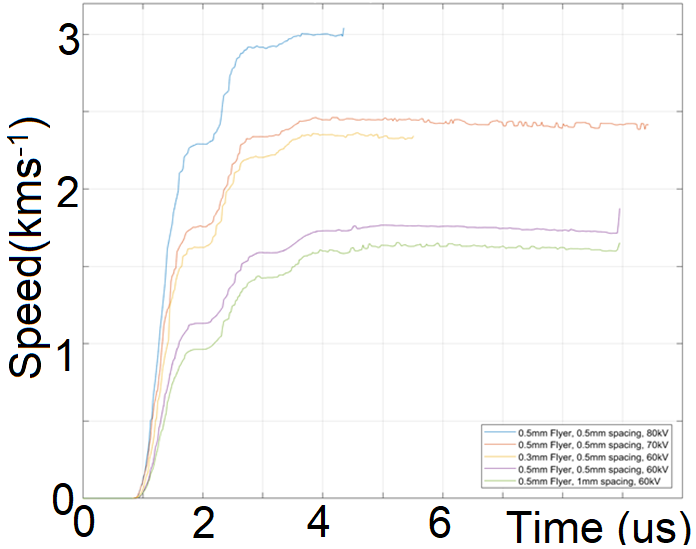 3
2
1
0
Speed(kms-1)
0.5mm Flyer, 0.5mm spacing, 80kV
0.5mm Flyer, 0.5mm spacing, 70kV
0.3mm Flyer, 0.5mm spacing, 60kV
0.5mm Flyer, 0.5mm spacing, 60kV
0.5mm Flyer, 1mm spacing, 60kV
0 2 4 6 Time (us)